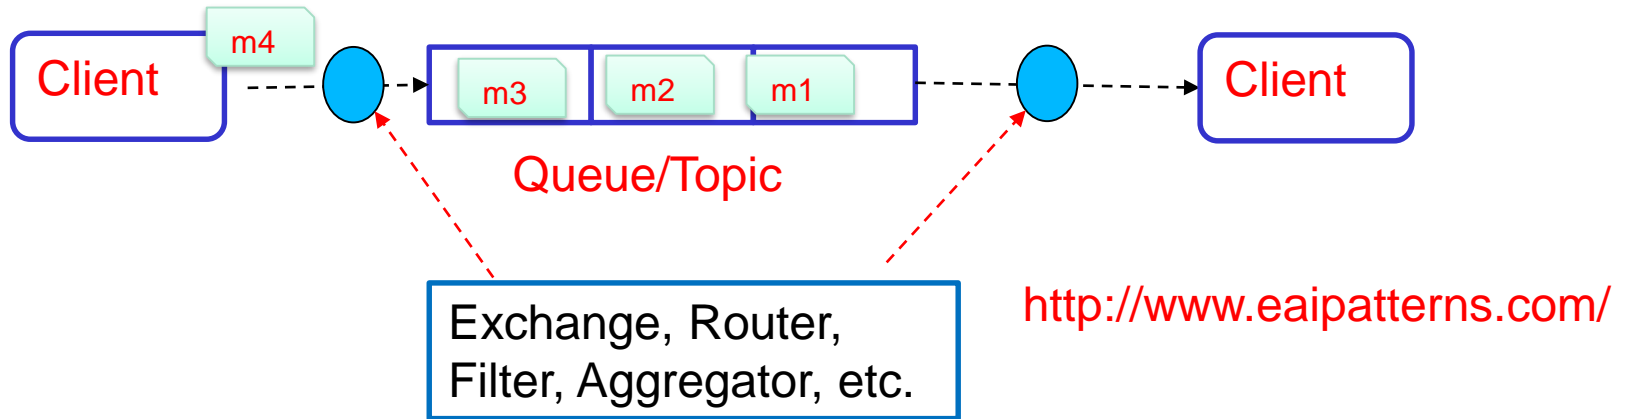 m4
Client
m3
m2
m1
Client
Queue/Topic
Exchange, Router,
Filter, Aggregator, etc.
http://www.eaipatterns.com/